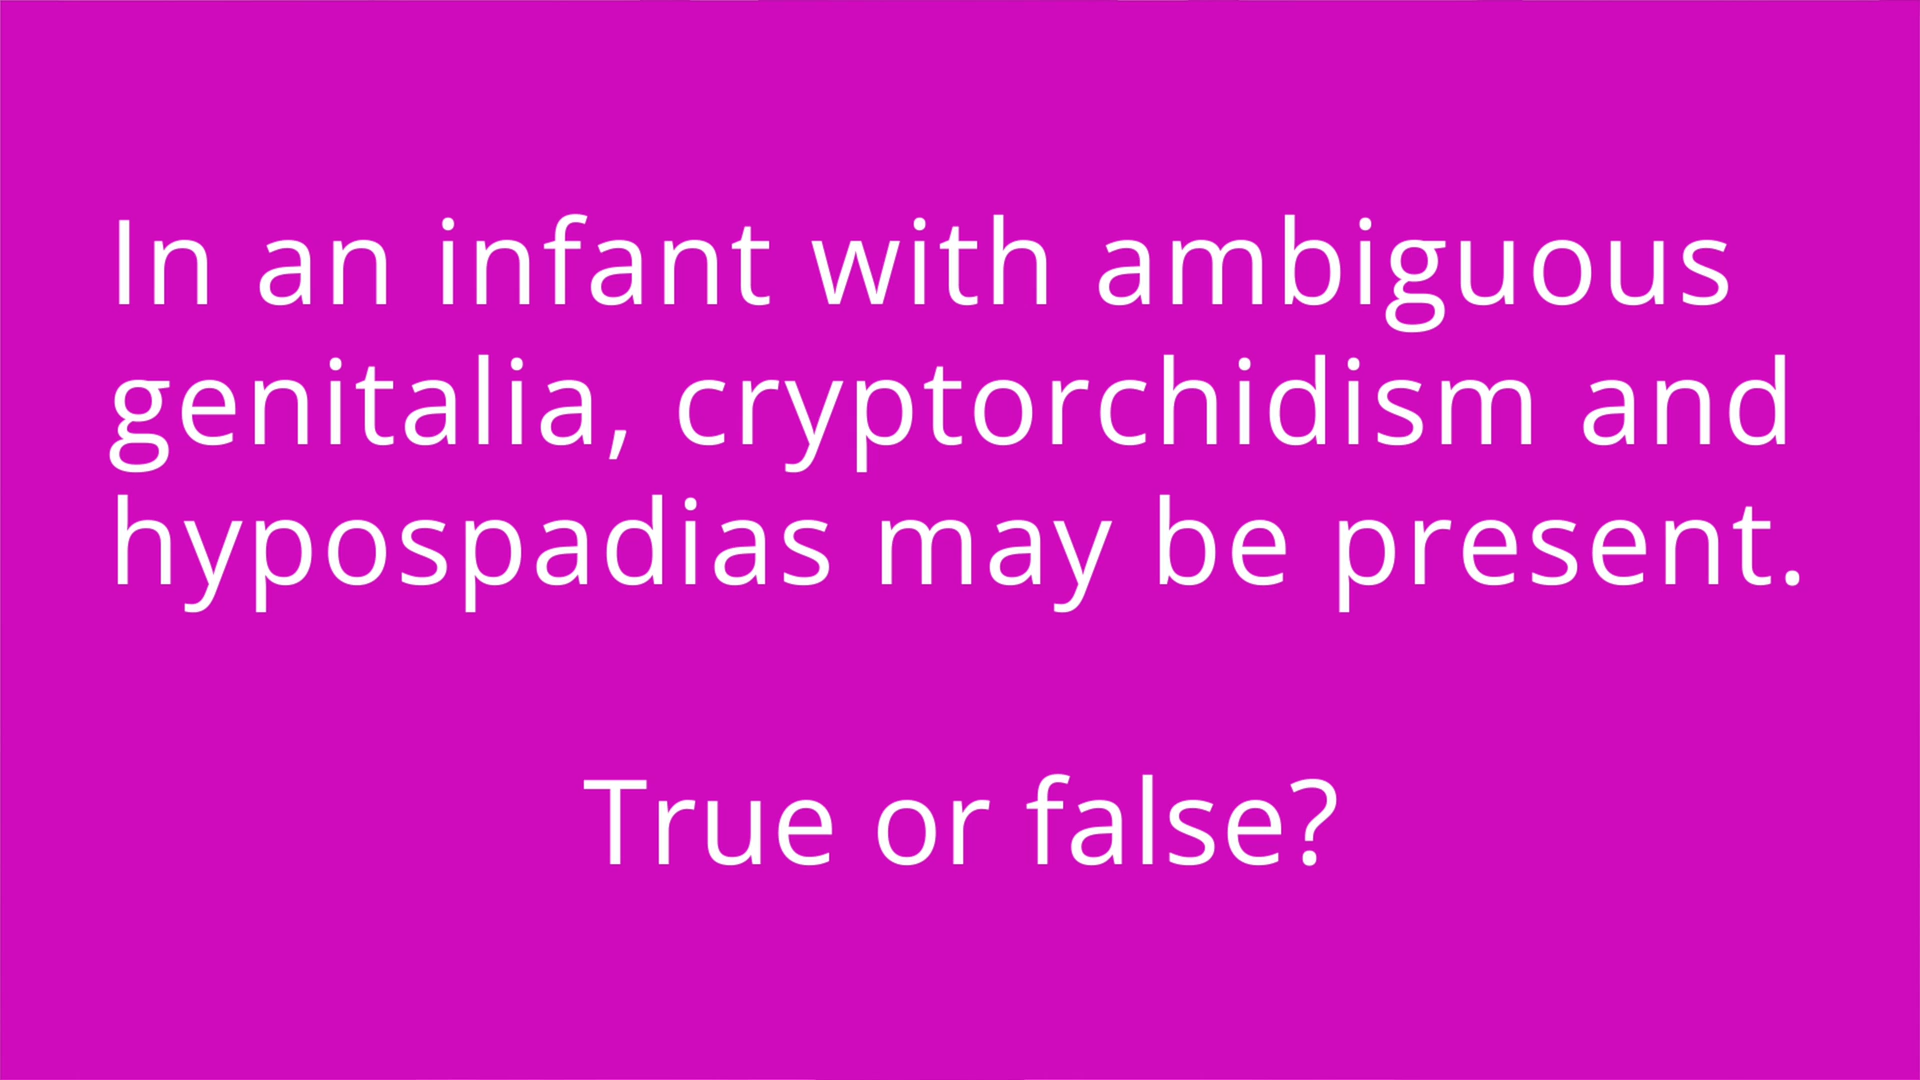 In an infant with ambiguous
genitalia, cryptorchidism and
hypospadias may be present.
True or false?